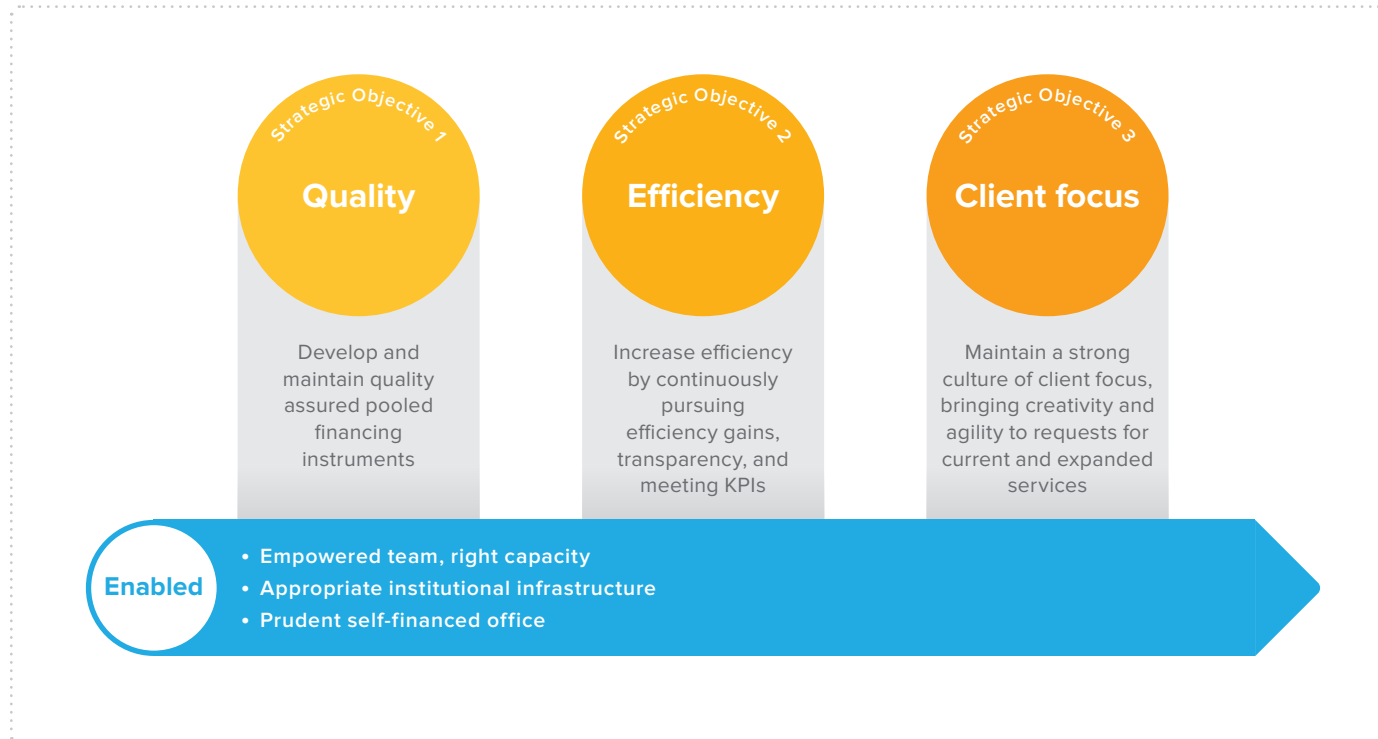 Strategic Objective 1
Quality
Develop and
maintain quality
assured pooled
financing
instruments
Strategic Objective 2
Efficiency
Increase efficiency
by continuously
pursuing
efficiency gains,
transparency, and
meeting KPIs
Strategic Objective 3
Client focus
Maintain a strong
culture of client focus,
bringing creativity and
agility to requests for
current and expanded
services
Enabled
• Empowered team, right capacity
• Appropriate institutional infrastructure
• Prudent self-financed office